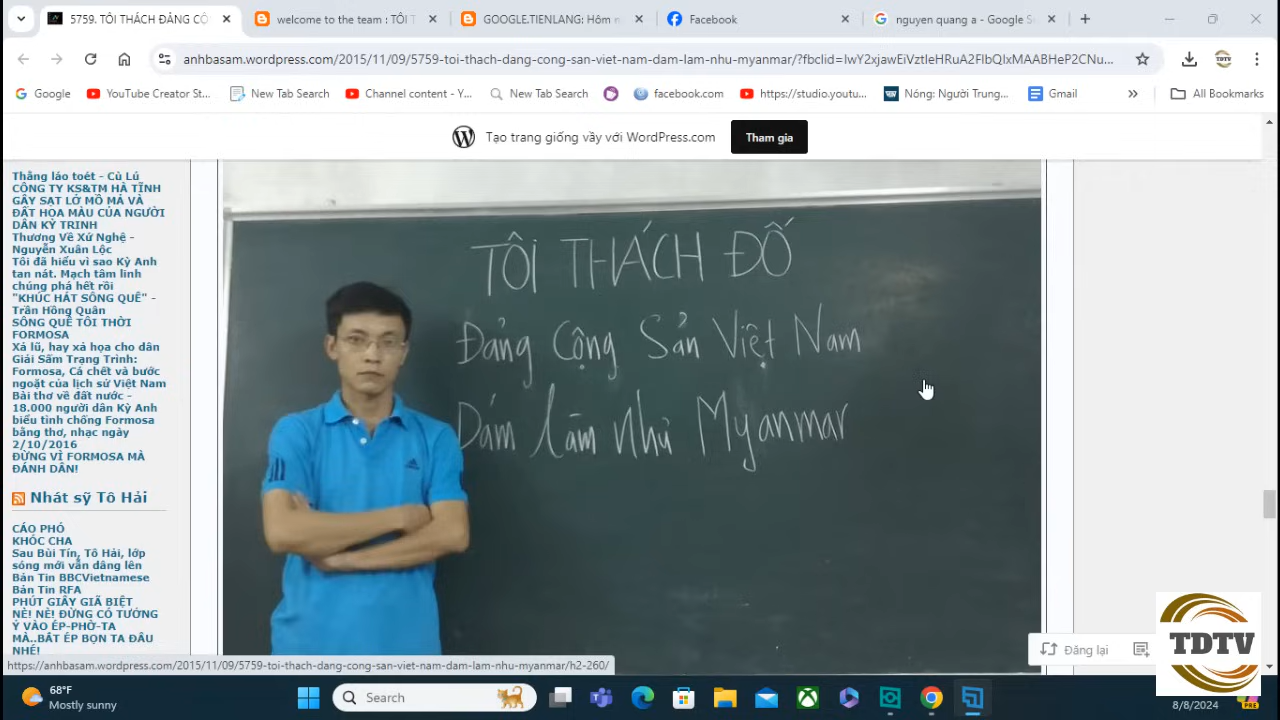 5759. TÔI THÁCH ĐẢNG CỘ
welcome to the team : TÔI T
GOOGLE.TIENLANG: Hôm n
Facebook
nguyen quang a - Google S
anhbasam.wordpress.com/2015/11/09/5759-toi-thach-dang-cong-san-viet-nam-dam-lam-nhu-myanmar/?fbclid=IwY2xjawEiVztleHRuA2FlbQIxMAABHeP2CNu...
TDTV
Google
YouTube Creator St...
New Tab Search
Channel content - Y...
New Tab Search
facebook.com
https://studio.youtu...
Nóng: Người Trung...
Gmail
All Bookmarks
Tạo trang giống vầy với WordPress.com
Tham gia
Thằng láo toét - Cù Lú
CÔNG TY KS&TM HÀ TĨNH
GÂY SẠT LỞ MỒ MÁ VÀ
ĐẤT HOA MÀU CỦA NGƯỜI
DÂN KỲ TRINH
Thương Về Xứ Nghệ -
Nguyễn Xuân Lộc
Tôi đã hiểu vì sao Kỳ Anh
tan nát. Mạch tâm linh
chúng phá hết rồi
"KHÚC HÁT SÔNG QUÊ" -
Trần Hồng Quân
SÔNG QUÊ TÔI THỜI
FORMOSA
Xả lũ, hay xả họa cho dân
Giải Sấm Trạng Trình:
Formosa, Cá chết và bước
ngoặt của lịch sử Việt Nam
Bài thơ về đất nước -
18.000 người dân Kỳ Anh
biểu tình chống Formosa
bằng thơ, nhạc ngày
2/10/2016
ĐỪNG VÌ FORMOSA MÀ
ĐÁNH DÂN!
Nhát sỹ Tô Hải
CÁO PHÓ
KHÓC CHA
Sau Bùi Tín, Tô Hải, lớp
sóng mới vẫn dâng lên
Bản Tin BBCVietnamese
Bản Tin RFA
PHÚT GIÂY GIÃ BIỆT
NÈ! NÈ! ĐỪNG CÓ TƯỞNG
Ỷ VÀO ÉP-PHỜ-TA
MÀ..BẮT ÉP BỌN TA ĐÂU
NHÉ!
TÔI THÁCH ĐỐ
Đảng Cộng Sản Việt Nam
Dám làm như Myanmar
Đăng lại
TDTV
https://anhbasam.wordpress.com/2015/11/09/5759-toi-thach-dang-cong-san-viet-nam-dam-lam-nhu-myanmar/h2-260/
68°F
Mostly sunny
Search
8/8/2024
PRE